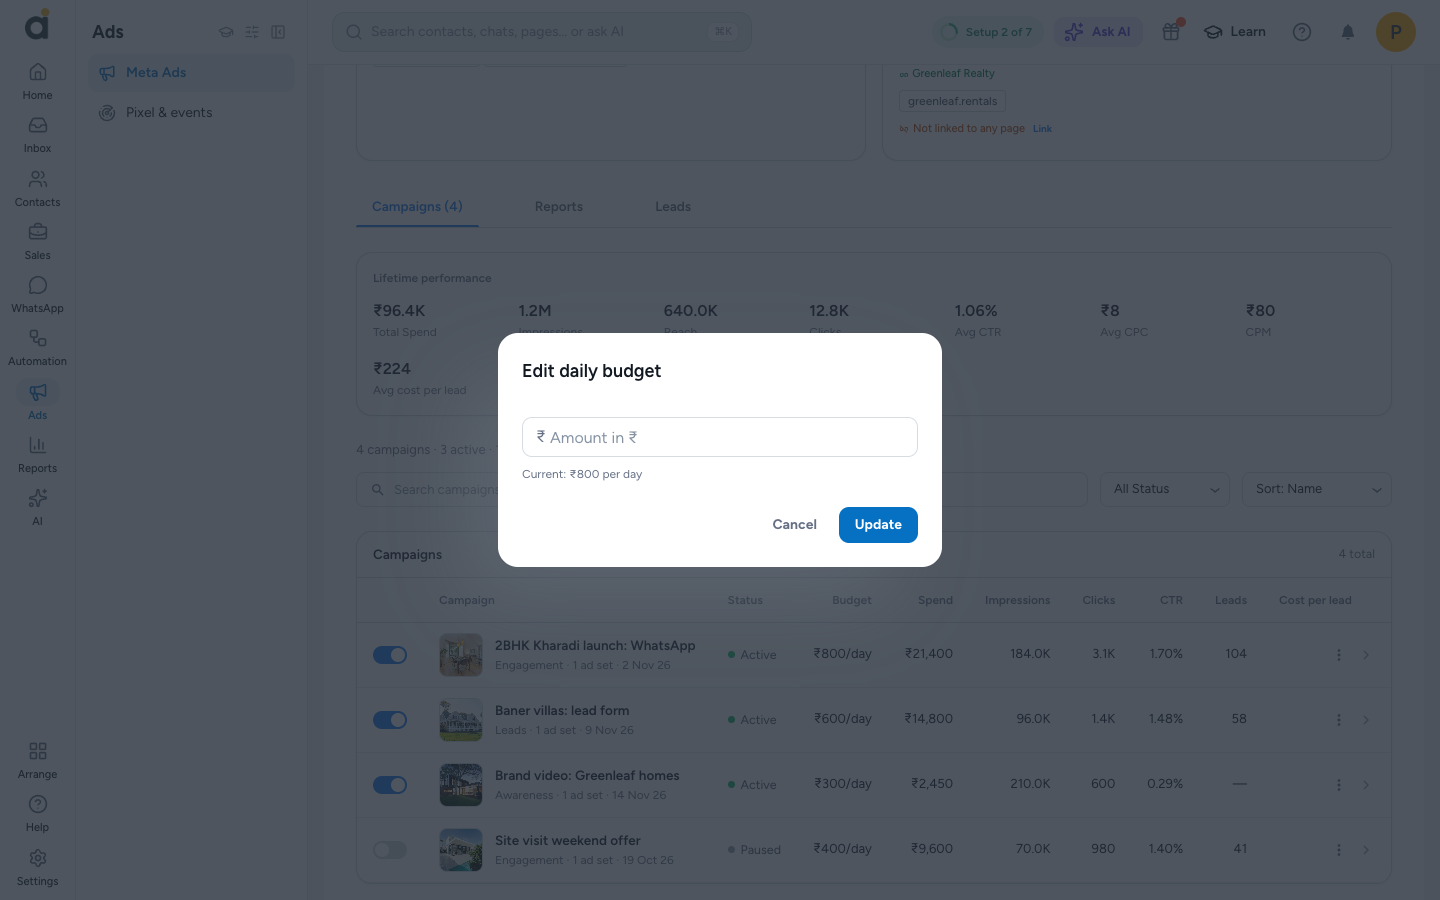 Ads
Search contacts, chats, pages... or ask AI
⌘K
Setup 2 of 7
Ask AI
Learn
P
Home
Inbox
Contacts
Sales
WhatsApp
Automation
Ads
Reports
AI
Arrange
Help
Settings
Meta Ads
Pixel & events
Greenleaf Realty
greenleaf.rentals
Not linked to any page Link
Campaigns (4)
Reports
Leads
Lifetime performance
₹96.4K
1.2M
640.0K
12.8K
1.06%
₹8
₹80
Total Spend
Impressions
Reach
Clicks
Avg CTR
Avg CPC
CPM
₹224
Avg cost per lead
Edit daily budget
₹ Amount in ₹
Current: ₹800 per day
Cancel
Update
4 campaigns · 3 active ·
Search campaigns
All Status
Sort: Name
Campaigns
4 total
Campaign Status Budget Spend Impressions Clicks CTR Leads Cost per lead
2BHK Kharadi launch: WhatsApp
Engagement · 1 ad set · 2 Nov 26
Active ₹800/day ₹21,400 184.0K 3.1K 1.70% 104
Baner villas: lead form
Leads · 1 ad set · 9 Nov 26
Active ₹600/day ₹14,800 96.0K 1.4K 1.48% 58
Brand video: Greenleaf homes
Awareness · 1 ad set · 14 Nov 26
Active ₹300/day ₹2,450 210.0K 600 0.29% —
Site visit weekend offer
Engagement · 1 ad set · 19 Oct 26
Paused ₹400/day ₹9,600 70.0K 980 1.40% 41